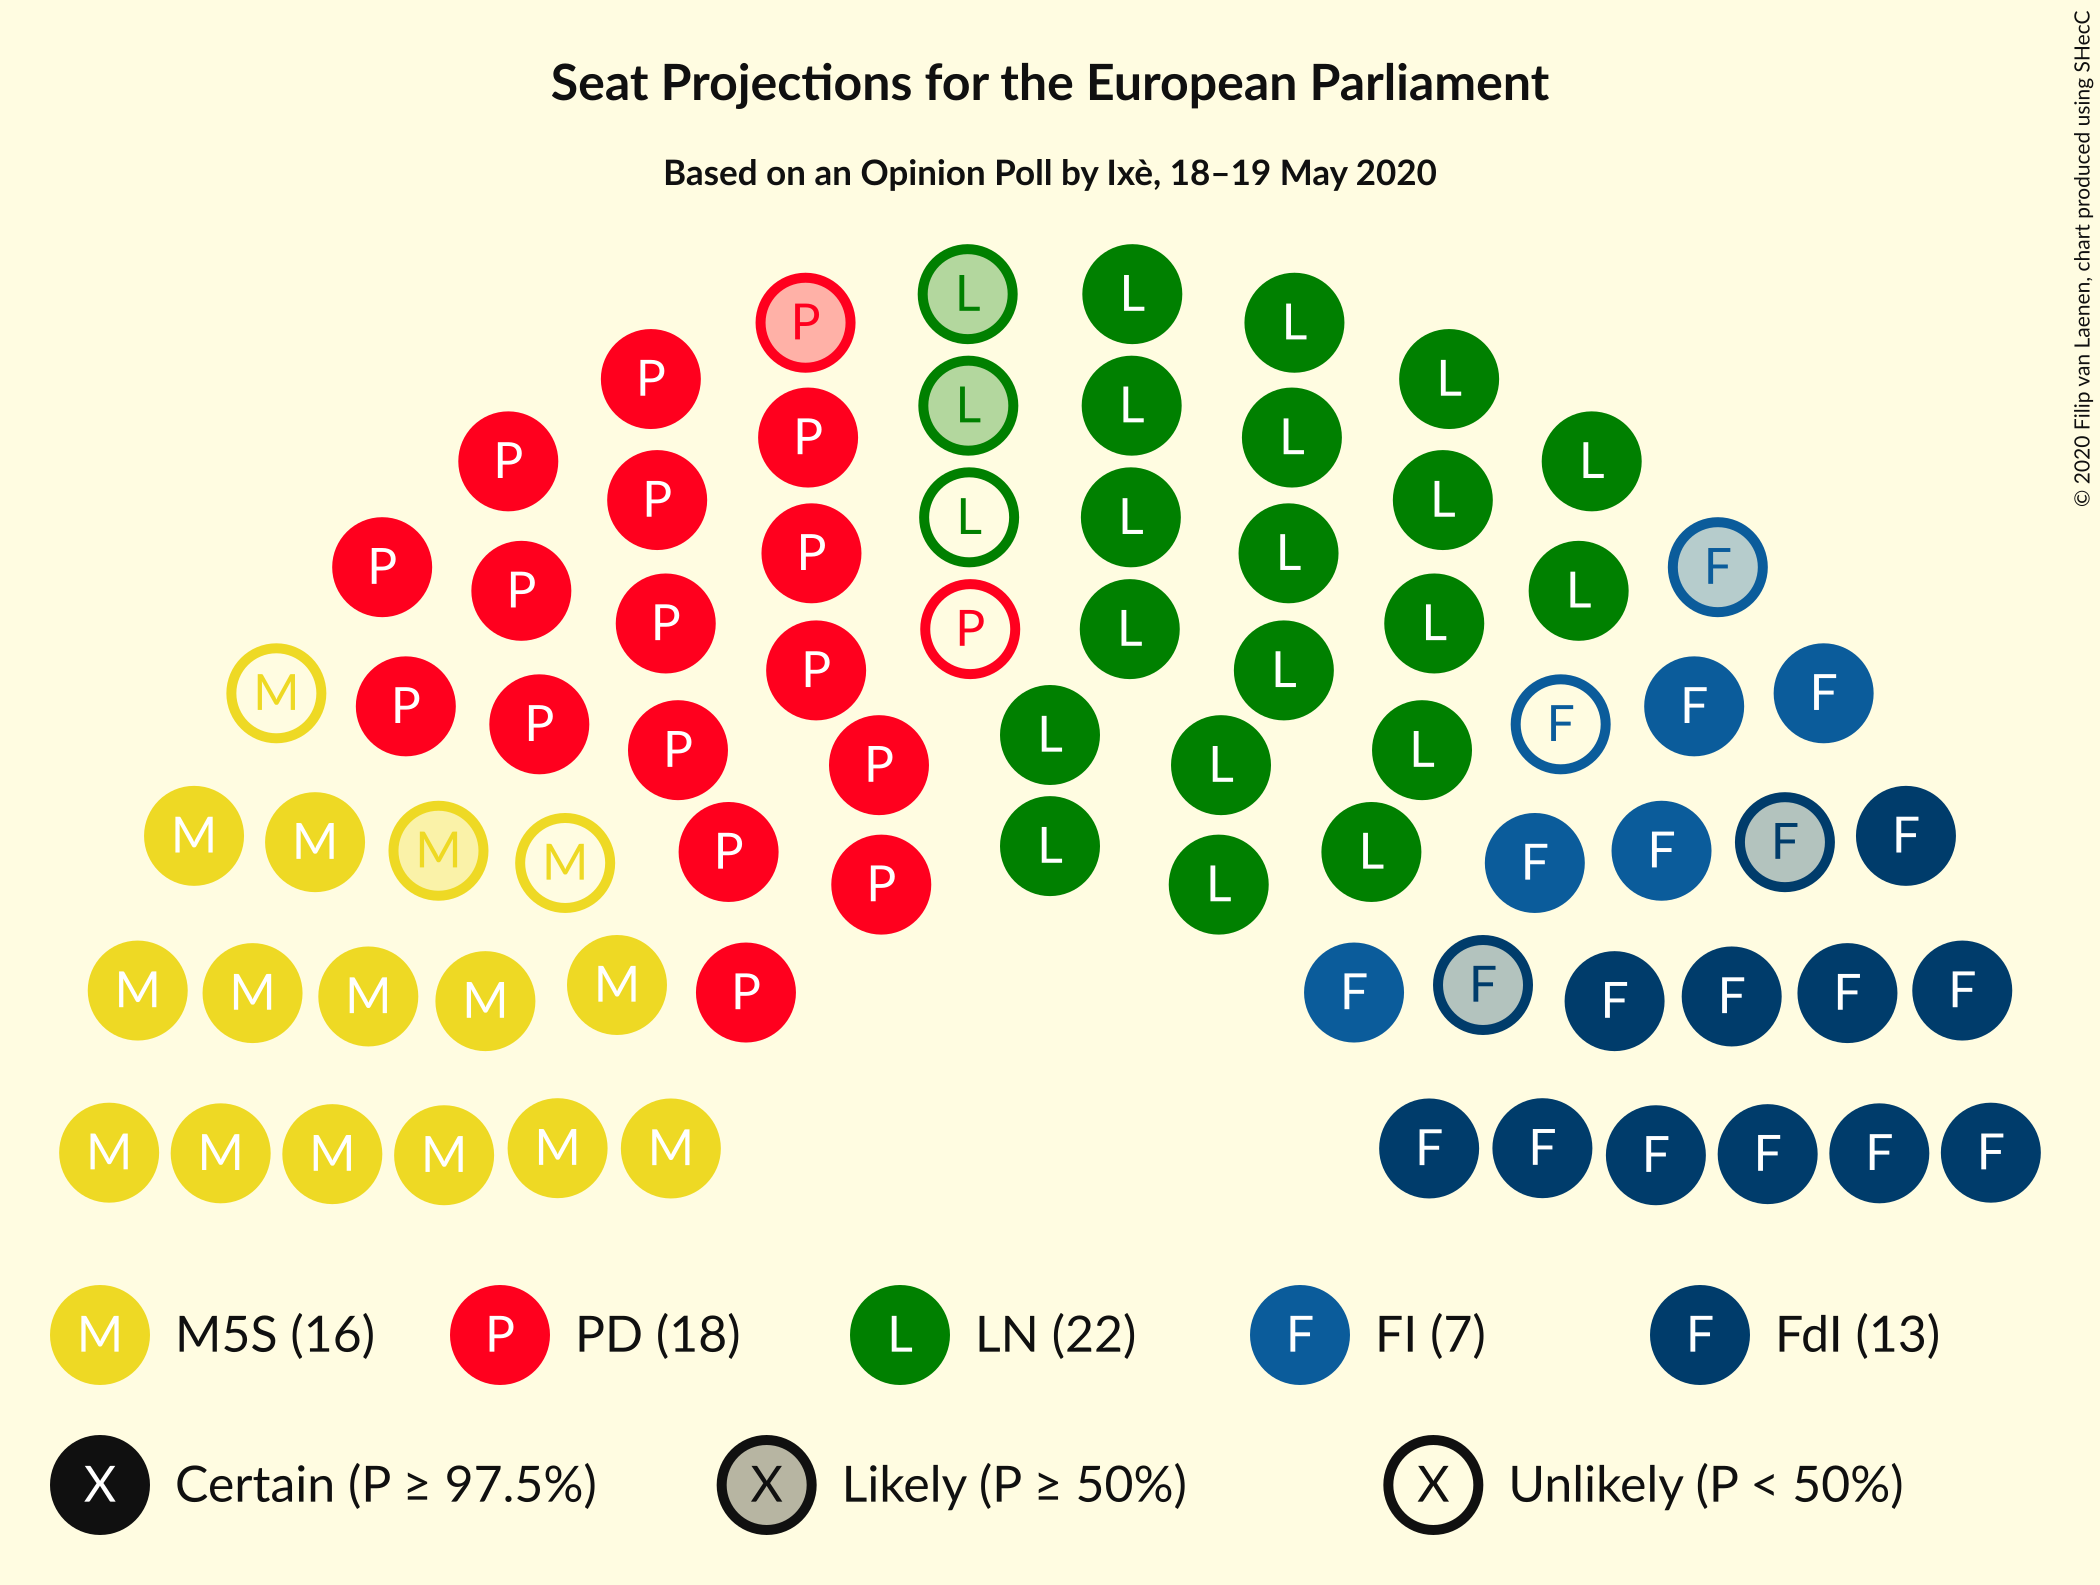 Seat Projections for the European Parliament
Based on an Opinion Poll by Ixè, 18–19 May 2020
© 2020 Filip van Laenen, chart produced using SHecC
L L
P L
P L
L L
P L
P L
P L
P L
L L
P F
P L
P L
P L
P L
M P
P L
P F
F F
P L
P L
L
M F
M F
M F
M F
P L
L
P L
M F
M F
M F
M F
M F
P F
M M M M M M F F F F F F
M M5S (16) P PD (18) L LN (22) F FI (7) F FdI (13)
X Certain (P ≥ 97.5%) X Likely (P ≥ 50%) X Unlikely (P < 50%)